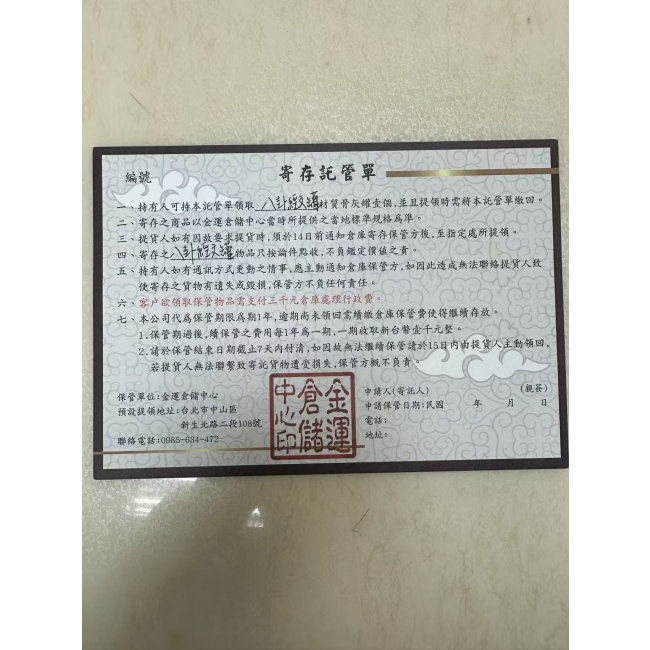 寄存託管單
編號
一、持有人可持本託管單領取 八卦經文罐 材質骨灰罐壹個,並且提領時需將本託管單繳回。
二、寄存之商品以金運倉儲中心當時所提供之當地標準規格為準。
三、提貨人如有因故要求提貨時,須於14日前通知倉庫寄存保管方後,至指定處所提領。
四、寄存之八卦經文罐物品只按論件點收,不負鑑定價值之責。
五、持有人如有通訊方式更動之情事,應主動通知倉庫保管方,如因此造成無法聯絡提貨人致
使寄存之貨物有遺失或毀損,保管方不負任何責任。
六、客戶欲領取保管物品需支付三千元倉庫處理行政費。
七、本公司代為保管期限為期1年,逾期尚未領回需續繳倉庫保管費使得繼續存放。
1.保管期過後,續保管之費用每1年為一期,一期收取新台幣壹千元整。
2.請於保管結束日期截止7天內付清,如因故無法繼續保管請於15日內由提貨人主動領回,
若提貨人無法聯繫致寄託貨物遭受損失,保管方概不負責。
保管單位:金運倉儲中心
預設提領地址:台北市中山區
新生北路二段108號
聯絡電話:0985-634-472
金運
倉儲
中心印
申請人(寄託人) (親簽)
申請保管日期:民國 年 月 日
電話:
地址: